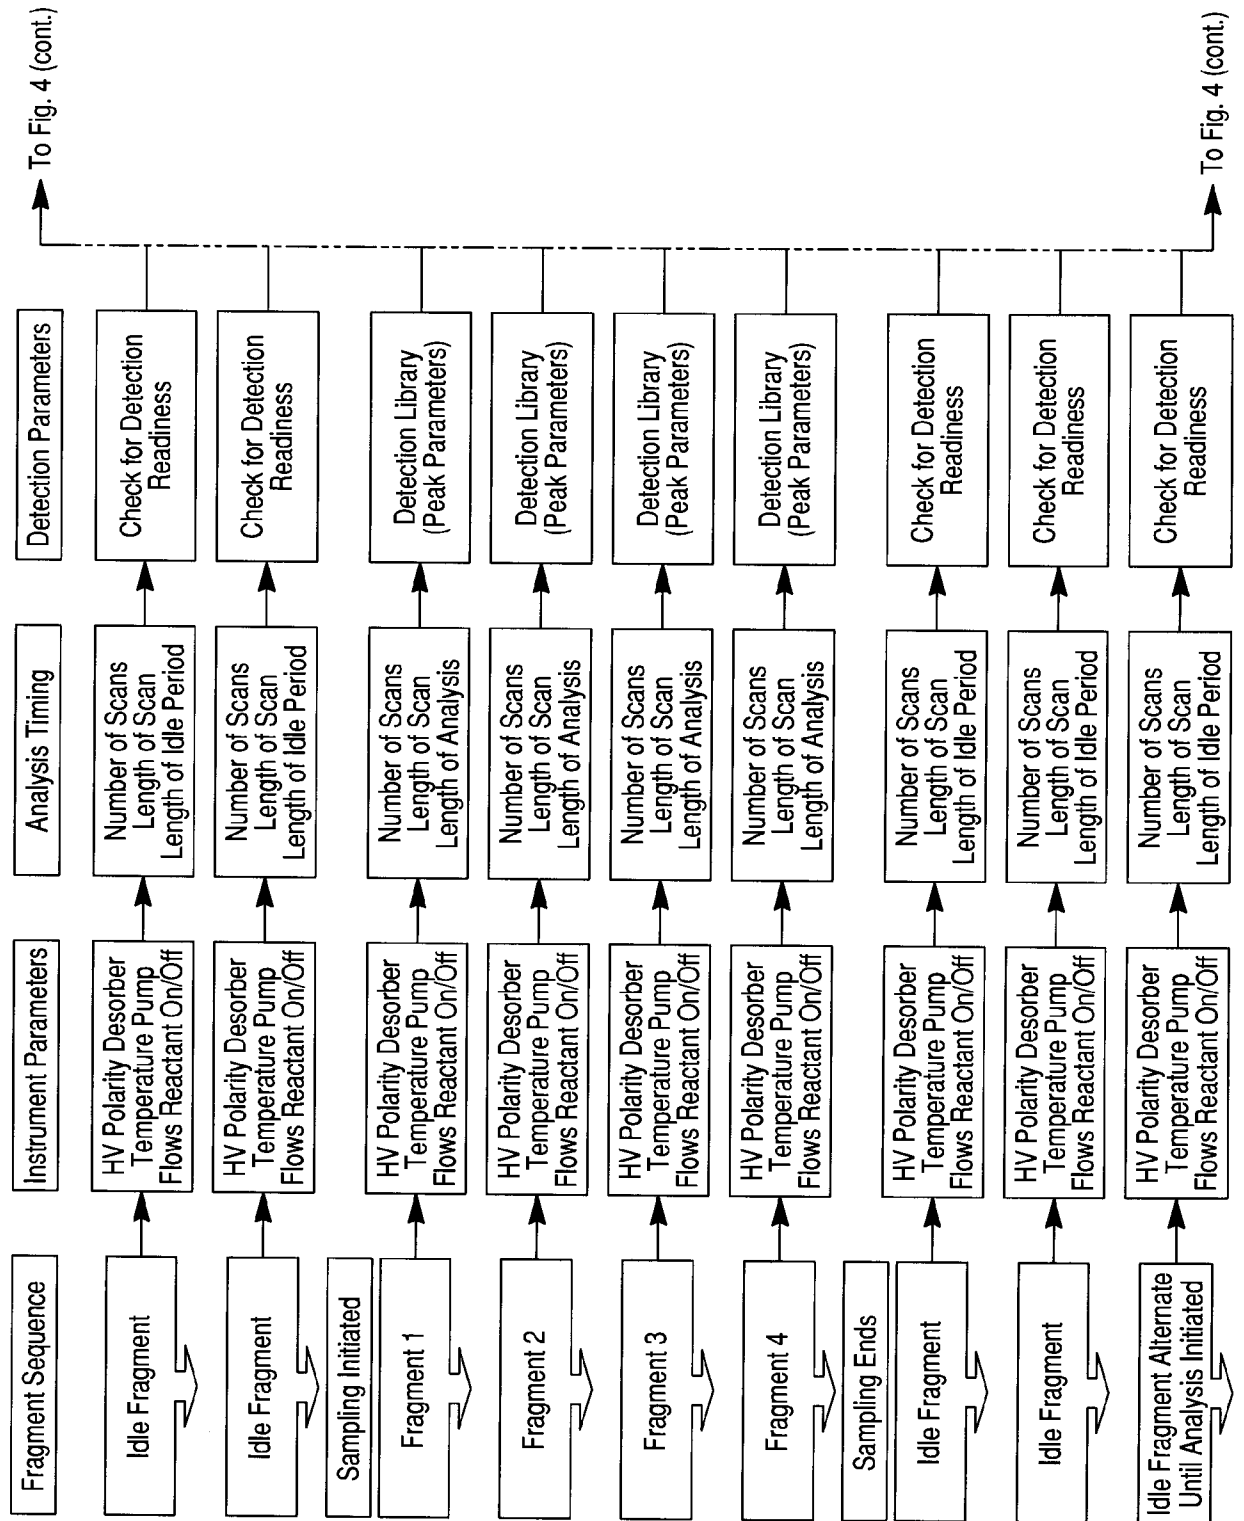 Fragment Sequence
Instrument Parameters
Analysis Timing
Detection Parameters
To Fig. 4 (cont.)
Idle Fragment
HV Polarity Desorber
Temperature Pump
Flows Reactant On/Off
Number of Scans
Length of Scan
Length of Idle Period
Check for Detection
Readiness
Idle Fragment
HV Polarity Desorber
Temperature Pump
Flows Reactant On/Off
Number of Scans
Length of Scan
Length of Idle Period
Check for Detection
Readiness
Sampling Initiated
Fragment 1
HV Polarity Desorber
Temperature Pump
Flows Reactant On/Off
Number of Scans
Length of Scan
Length of Analysis
Detection Library
(Peak Parameters)
Fragment 2
HV Polarity Desorber
Temperature Pump
Flows Reactant On/Off
Number of Scans
Length of Scan
Length of Analysis
Detection Library
(Peak Parameters)
Fragment 3
HV Polarity Desorber
Temperature Pump
Flows Reactant On/Off
Number of Scans
Length of Scan
Length of Analysis
Detection Library
(Peak Parameters)
Fragment 4
HV Polarity Desorber
Temperature Pump
Flows Reactant On/Off
Number of Scans
Length of Scan
Length of Analysis
Detection Library
(Peak Parameters)
Sampling Ends
Idle Fragment
HV Polarity Desorber
Temperature Pump
Flows Reactant On/Off
Number of Scans
Length of Scan
Length of Idle Period
Check for Detection
Readiness
Idle Fragment
HV Polarity Desorber
Temperature Pump
Flows Reactant On/Off
Number of Scans
Length of Scan
Length of Idle Period
Check for Detection
Readiness
Idle Fragment Alternate
Until Analysis Initiated
HV Polarity Desorber
Temperature Pump
Flows Reactant On/Off
Number of Scans
Length of Scan
Length of Idle Period
Check for Detection
Readiness
To Fig. 4 (cont.)